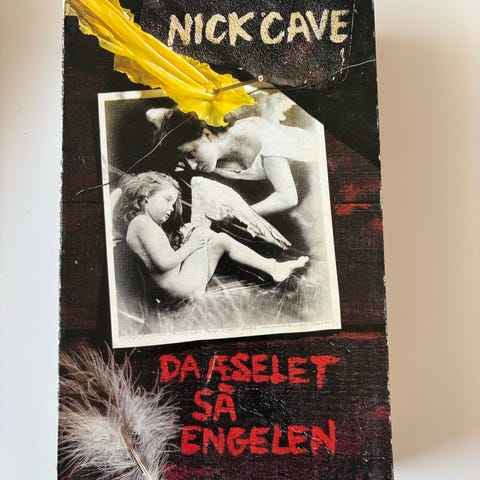 NICK CAVE
DA ÆSELET
SÅ
ENGELEN